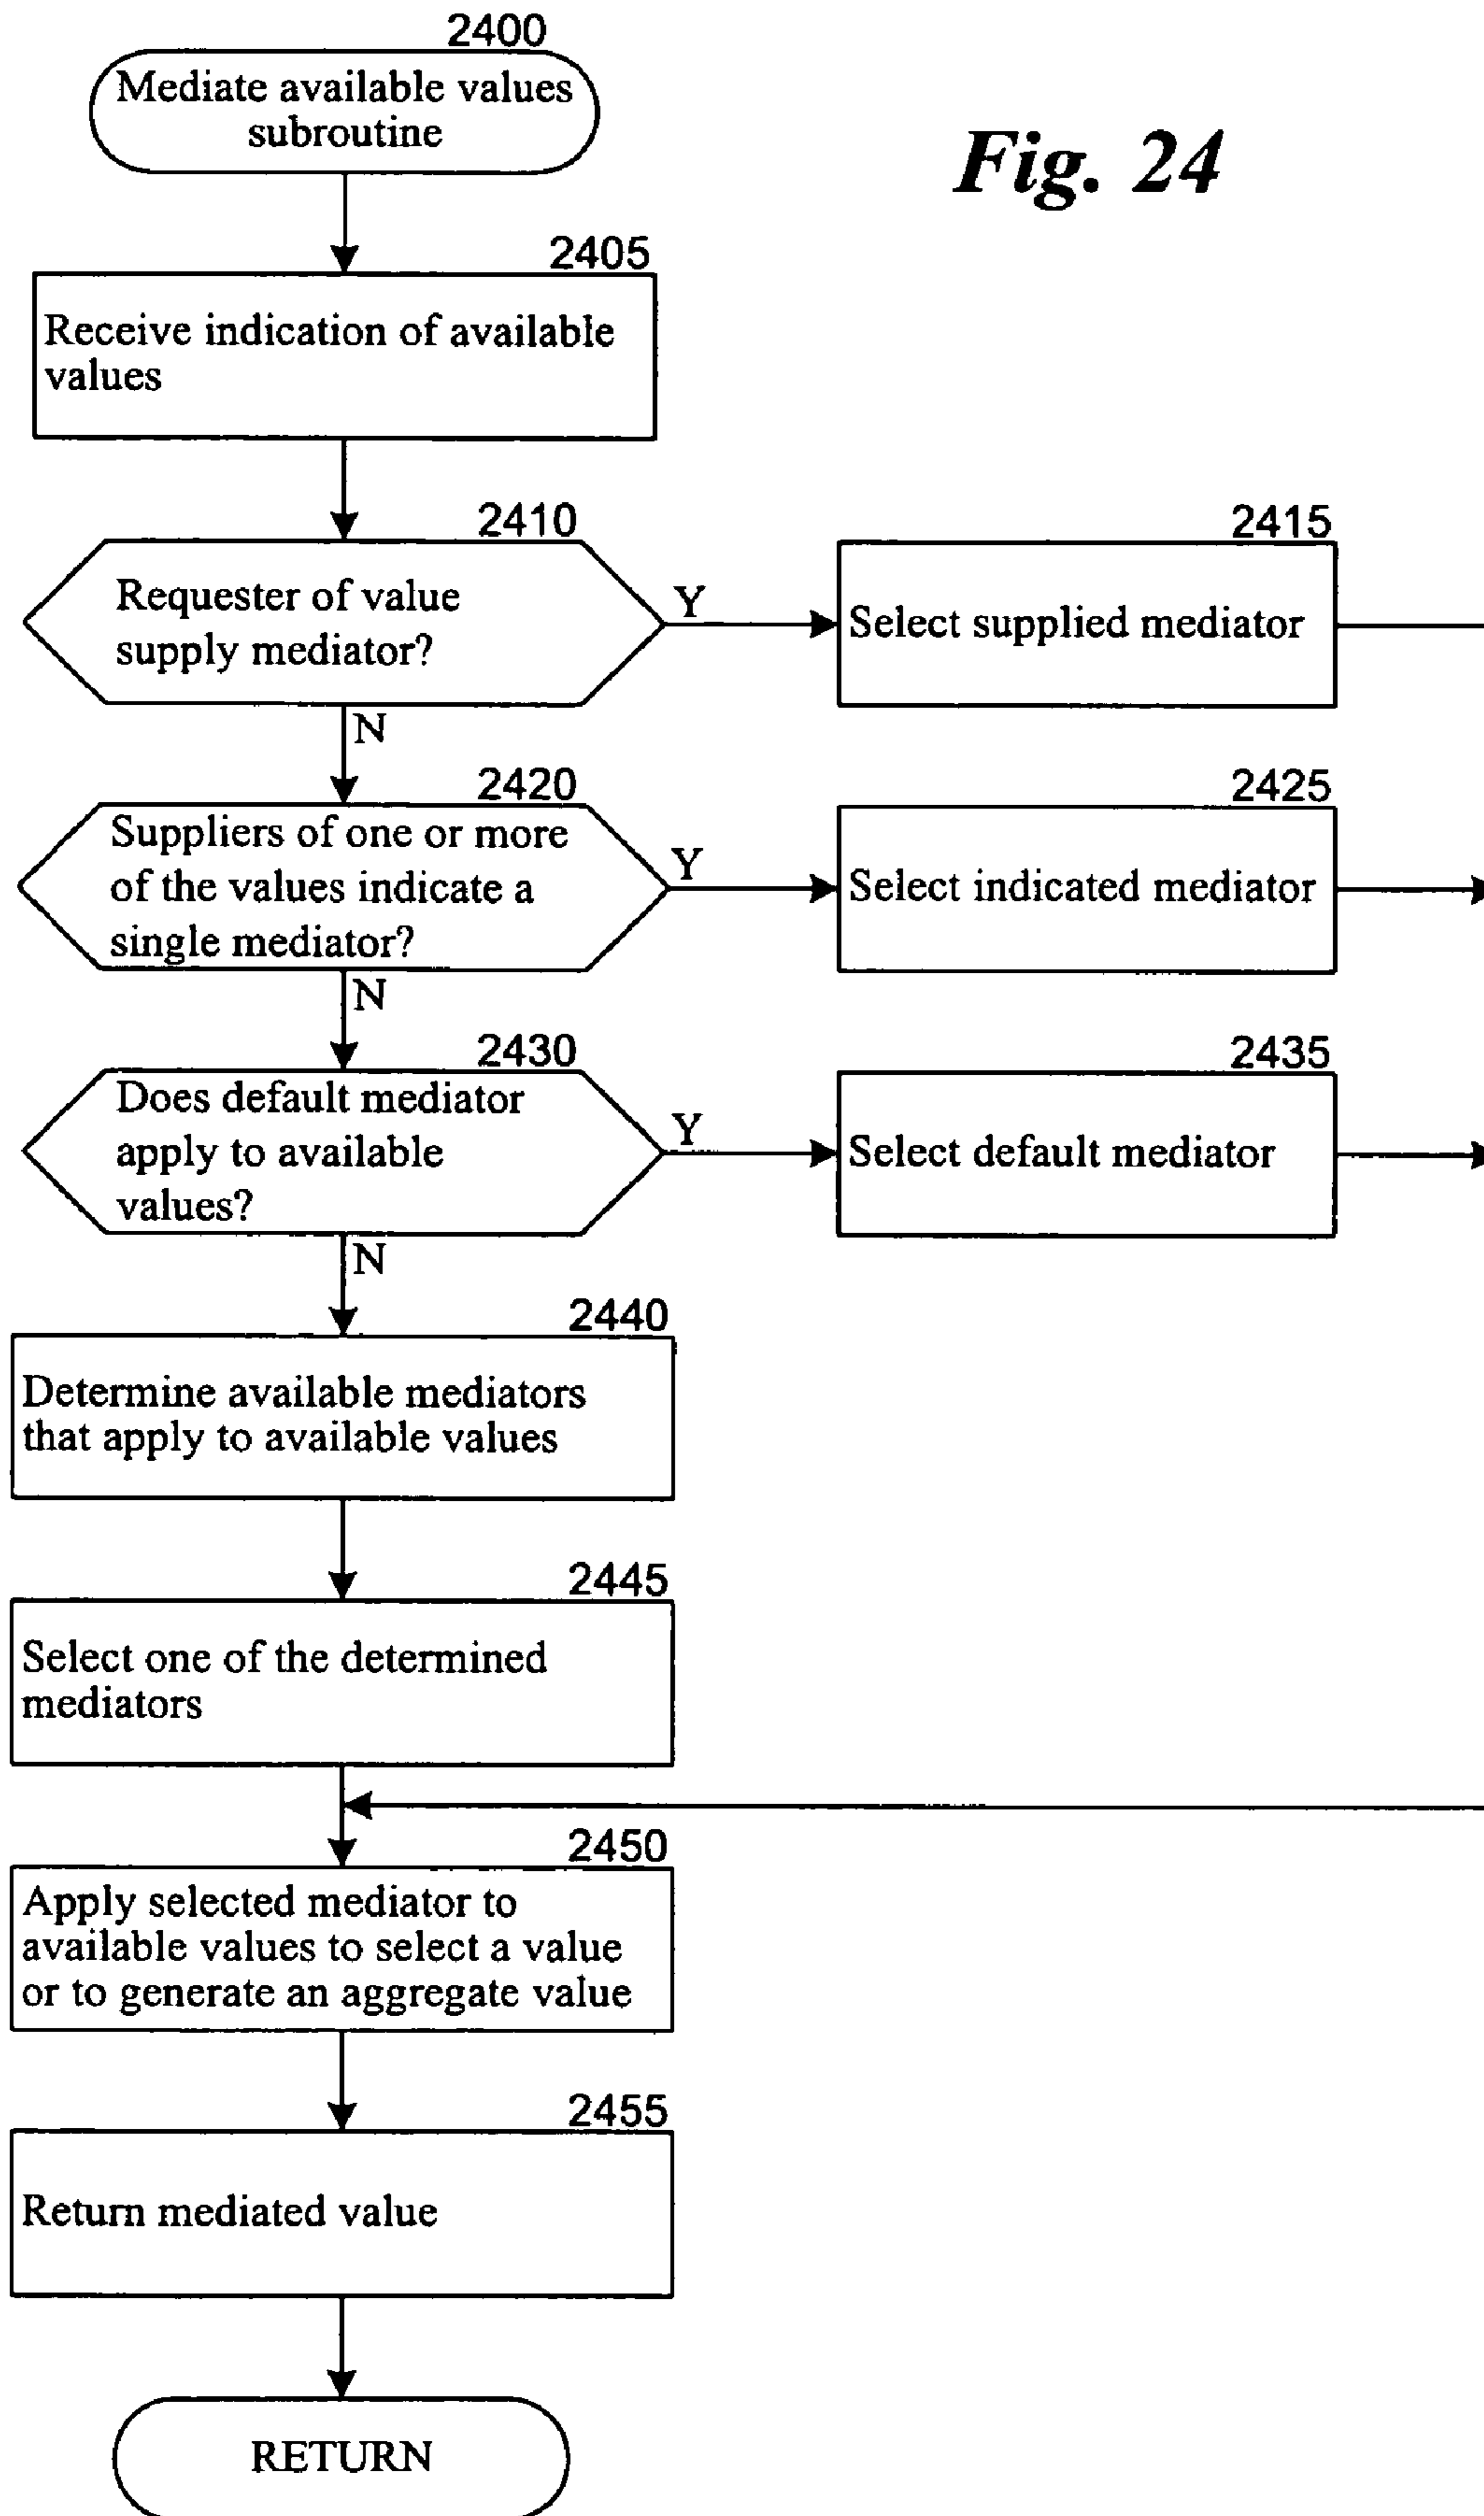 2400
Mediate available values
subroutine
Fig. 24
2405
Receive indication of available
values
2410
Requester of value
supply mediator?
Y
2415
Select supplied mediator
N
2420
Suppliers of one or more
of the values indicate a
single mediator?
Y
2425
Select indicated mediator
N
2430
Does default mediator
apply to available
values?
Y
2435
Select default mediator
N
2440
Determine available mediators
that apply to available values
2445
Select one of the determined
mediators
2450
Apply selected mediator to
available values to select a value
or to generate an aggregate value
2455
Return mediated value
RETURN